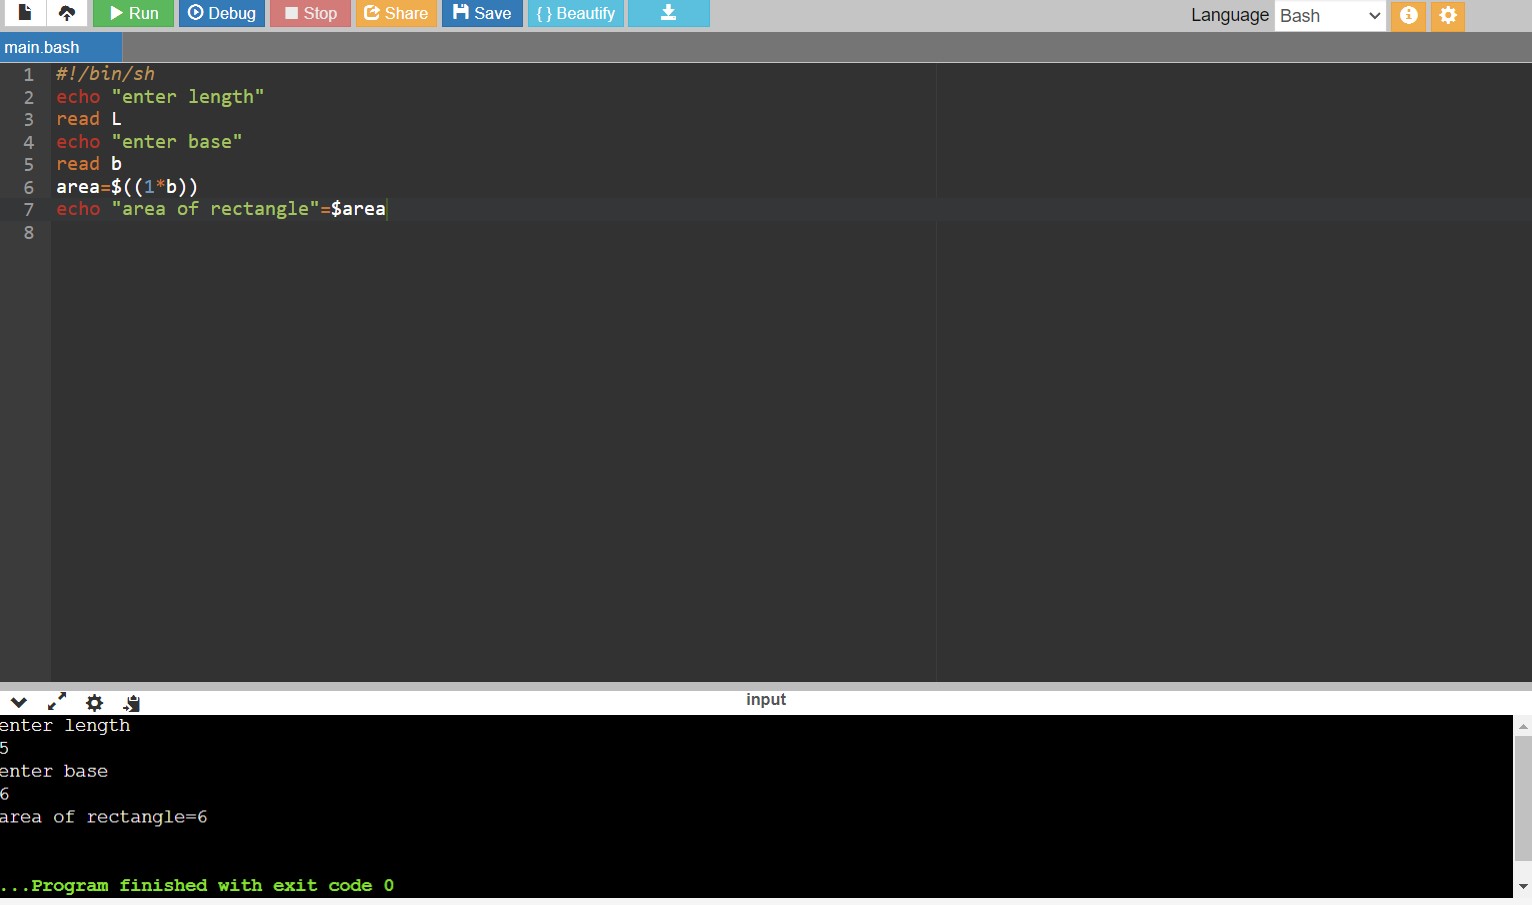 Run Debug Stop Share Save { } Beautify Language Bash
main.bash
1 #!/bin/sh
2 echo "enter length"
3 read L
4 echo "enter base"
5 read b
6 area=$((1*b))
7 echo "area of rectangle"=$area
8
input
enter length
5
enter base
6
area of rectangle=6
...Program finished with exit code 0